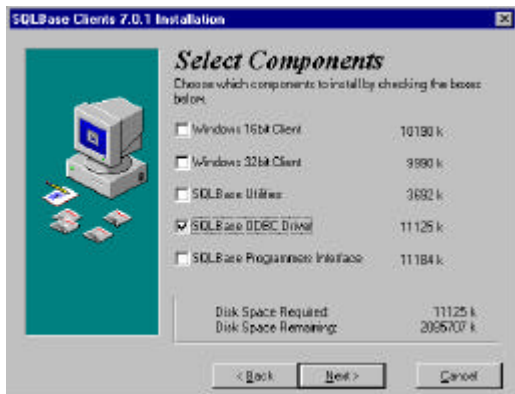 SQLBase Clients 7.0.1 Installation
Select Components
Choose which components to install by checking the boxes
below.
Windows 16bit Client 10190 k
Windows 32bit Client 9990 k
SQLBase Utilities 3692 k
SQLBase ODBC Driver 11125 k
SQLBase Programmers Interface 11184 k
Disk Space Required: 11125 k
Disk Space Remaining: 2095707 k
< Back
Next >
Cancel